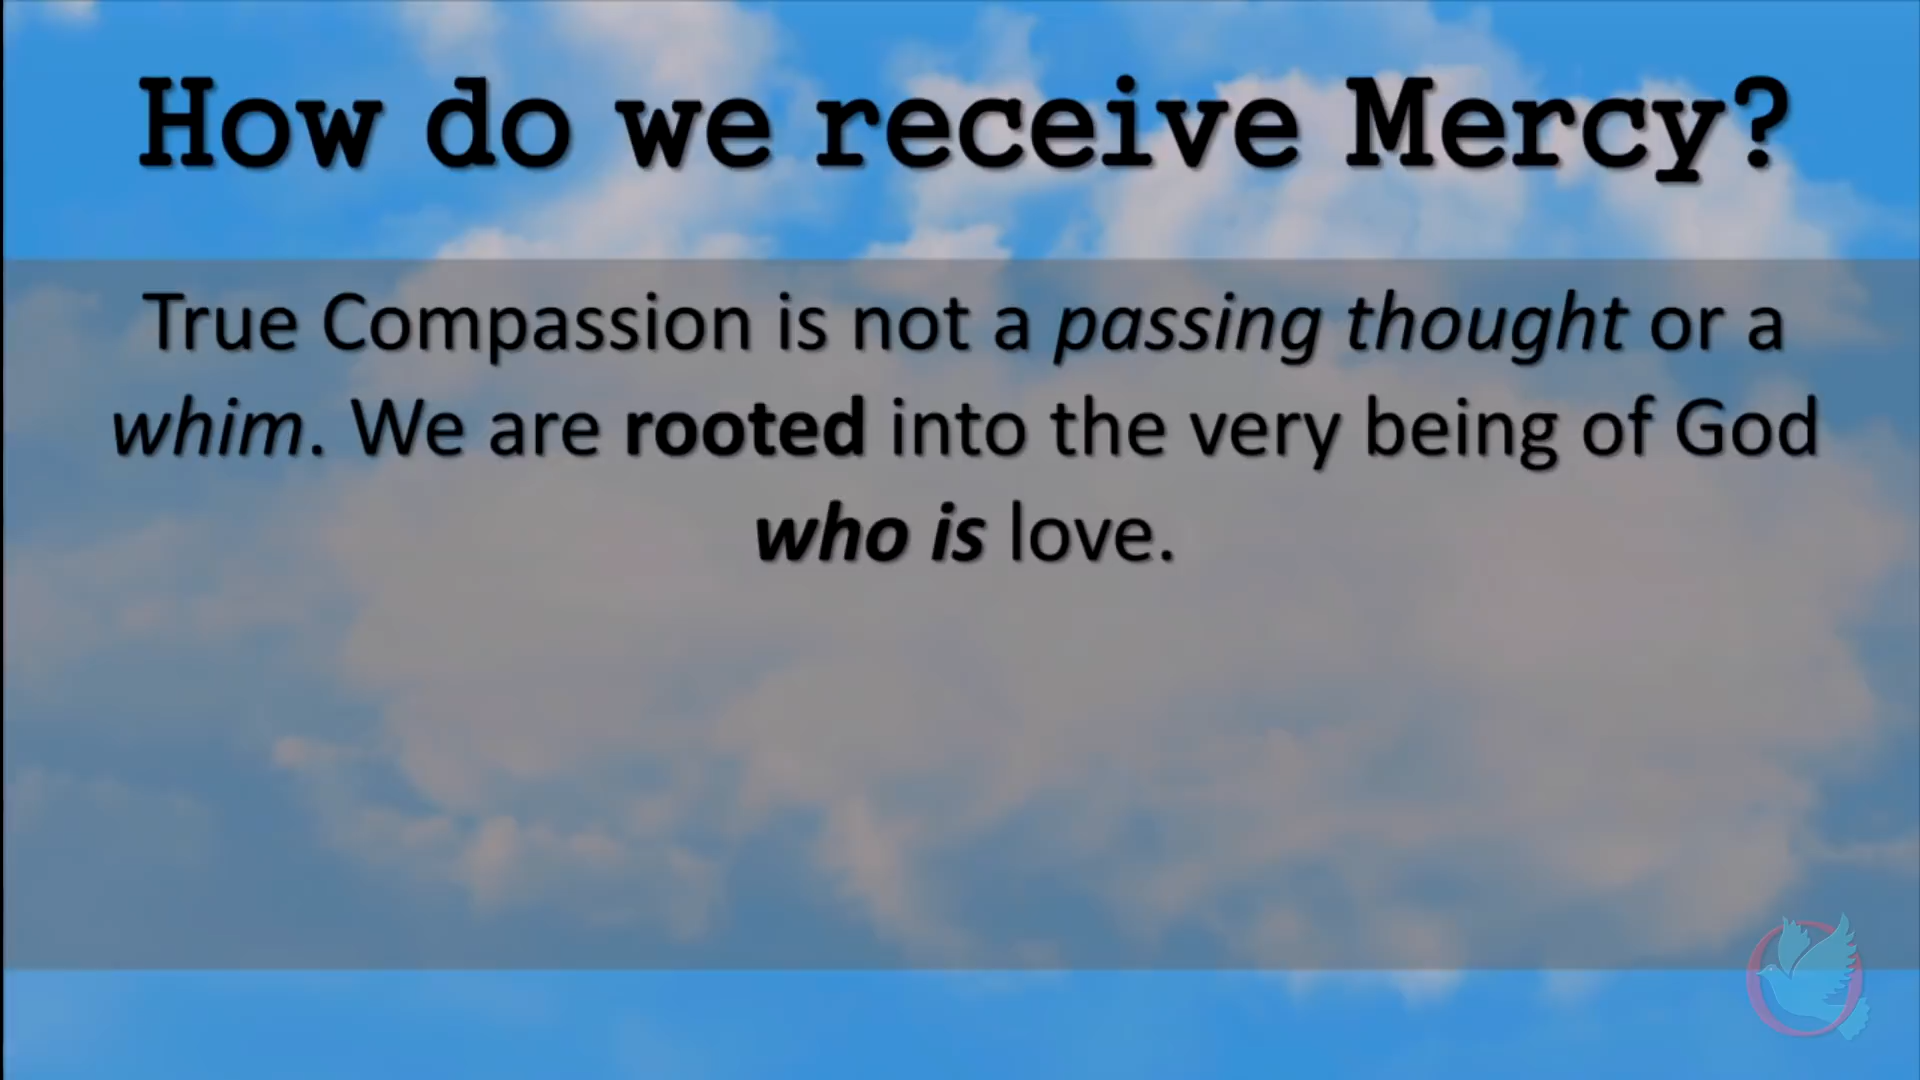 How do we receive Mercy?
True Compassion is not a passing thought or a
whim. We are rooted into the very being of God
who is love.